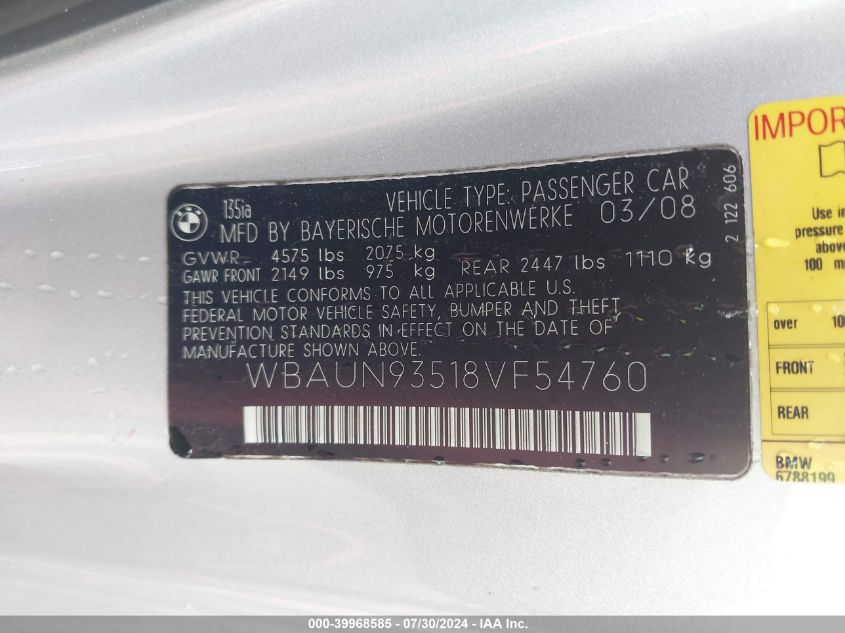 BMW
135ia
VEHICLE TYPE: PASSENGER CAR
MFD BY BAYERISCHE MOTORENWERKE 03/08
GVWR 4575 lbs 2075 kg
GAWR FRONT 2149 lbs 975 kg REAR 2447 lbs 1110 kg
THIS VEHICLE CONFORMS TO ALL APPLICABLE U.S.
FEDERAL MOTOR VEHICLE SAFETY, BUMPER AND THEFT
PREVENTION STANDARDS IN EFFECT ON THE DATE OF
MANUFACTURE SHOWN ABOVE.
WBAUN93518VF54760
2 122 606
IMPOR
Use in
pressure
above
100
over 10
FRONT
REAR
BMW
6788199
000-39968585 - 07/30/2024 - IAA Inc.